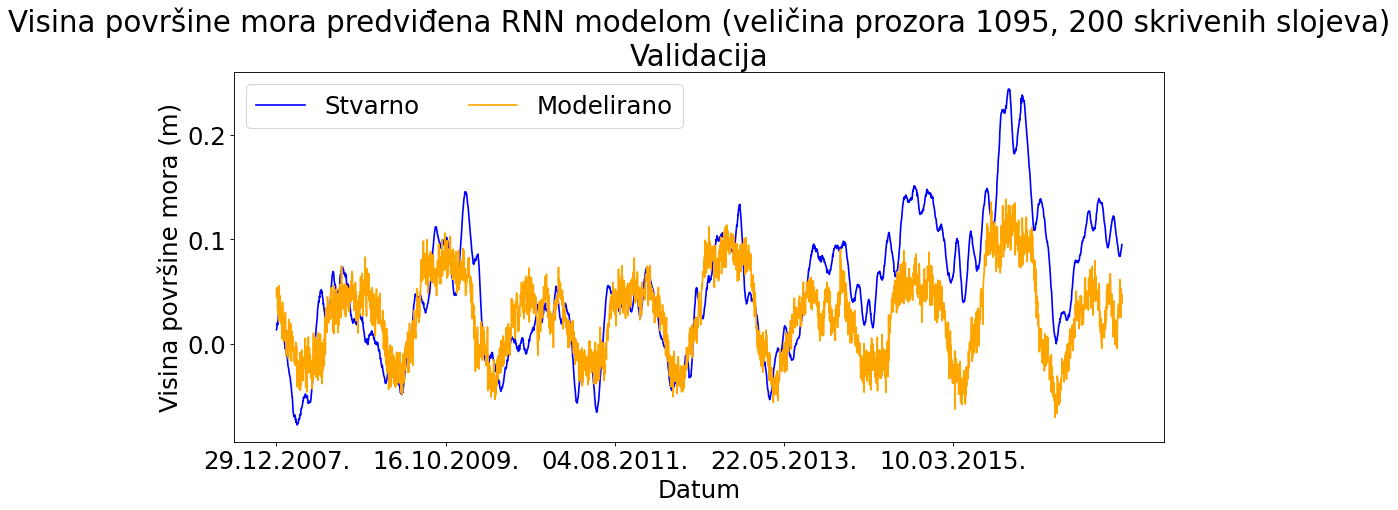 Visina površine mora predviđena RNN modelom (veličina prozora 1095, 200 skrivenih slojeva)
Validacija
Stvarno
Modelirano
Visina površine mora (m)
0.2
0.1
0.0
29.12.2007.
16.10.2009.
04.08.2011.
22.05.2013.
10.03.2015.
Datum